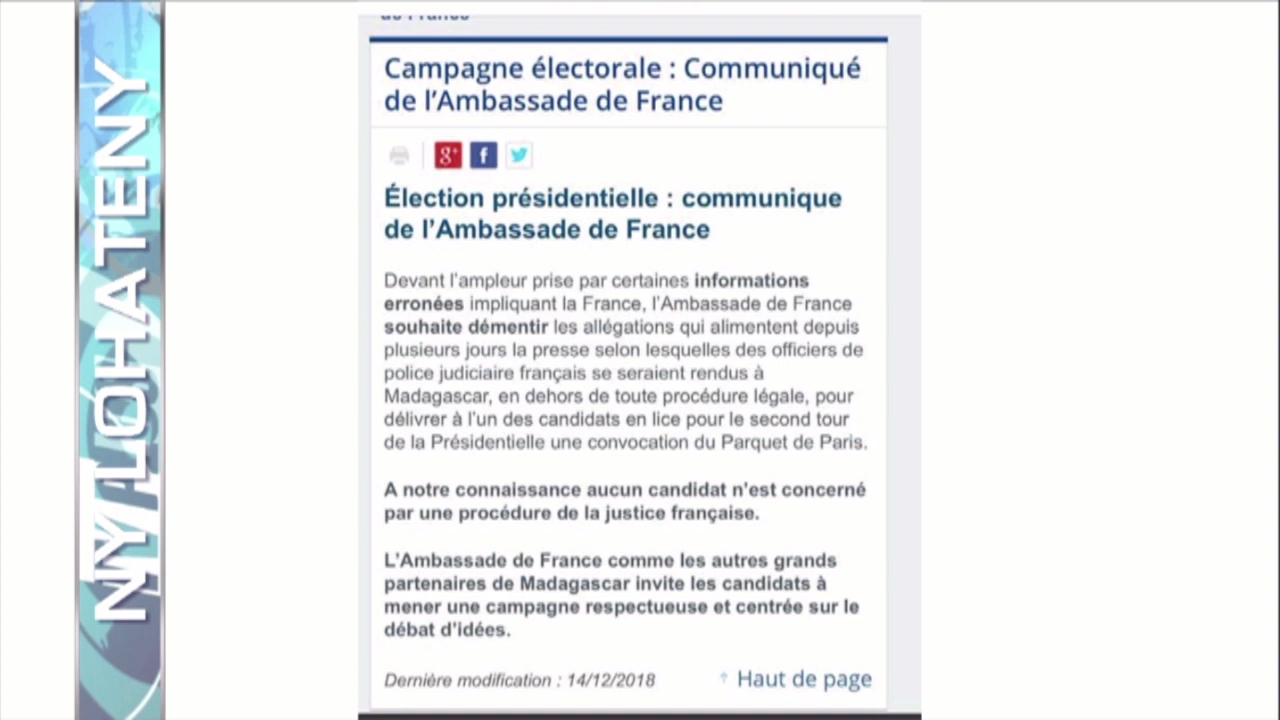 NY LOHATENY
de France
Campagne électorale : Communiqué
de l'Ambassade de France
g+ f
Élection présidentielle : communique
de l'Ambassade de France
Devant l'ampleur prise par certaines informations
erronées impliquant la France, l'Ambassade de France
souhaite démentir les allégations qui alimentent depuis
plusieurs jours la presse selon lesquelles des officiers de
police judiciaire français se seraient rendus à
Madagascar, en dehors de toute procédure légale, pour
délivrer à l'un des candidats en lice pour le second tour
de la Présidentielle une convocation du Parquet de Paris.
A notre connaissance aucun candidat n'est concerné
par une procédure de la justice française.
L'Ambassade de France comme les autres grands
partenaires de Madagascar invite les candidats à
mener une campagne respectueuse et centrée sur le
débat d'idées.
Dernière modification : 14/12/2018
Haut de page